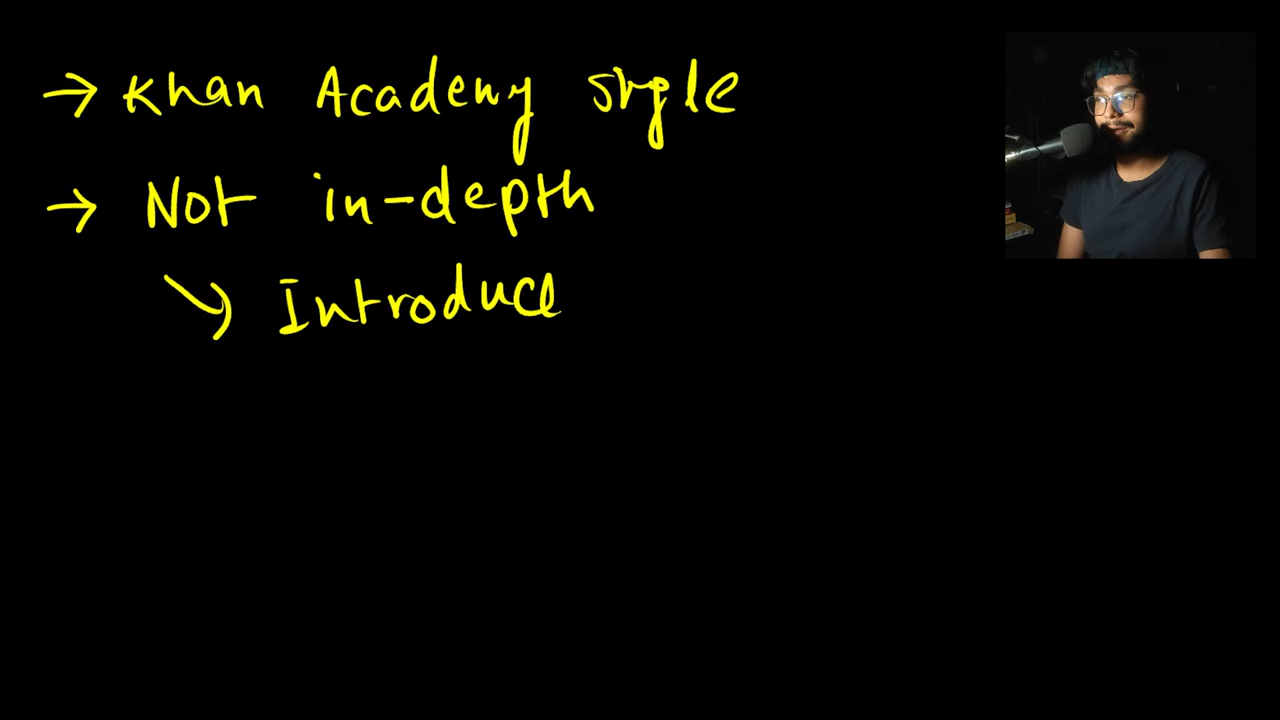 → Khan Academy style
→ Not in-depth
↳ Introduce